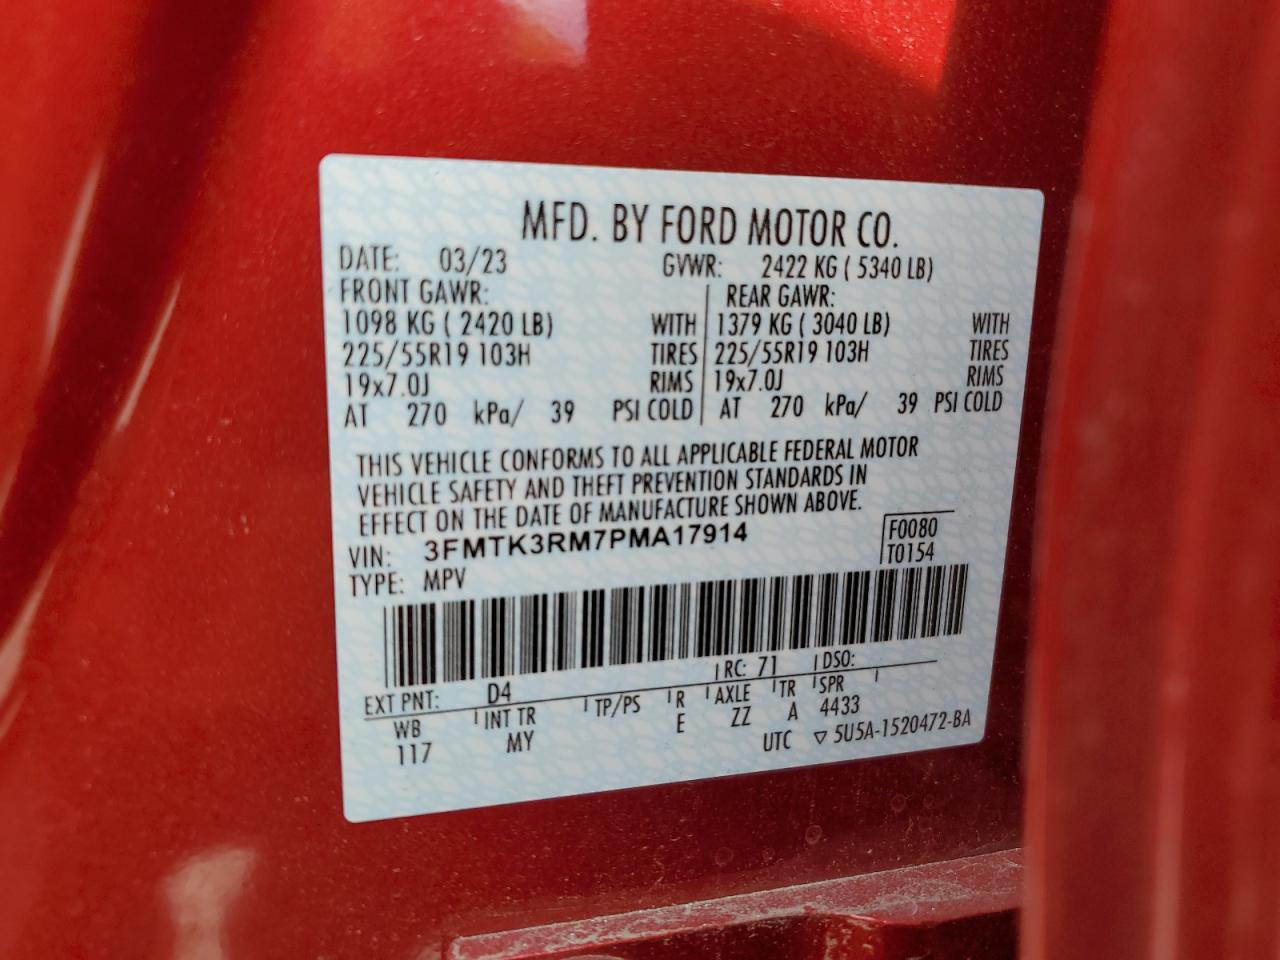 MFD. BY FORD MOTOR CO.
DATE: 03/23 GVWR: 2422 KG ( 5340 LB)
FRONT GAWR: REAR GAWR:
1098 KG ( 2420 LB) WITH 1379 KG ( 3040 LB) WITH
225/55R19 103H TIRES 225/55R19 103H TIRES
19x7.0J RIMS 19x7.0J RIMS
AT 270 kPa/ 39 PSI COLD AT 270 kPa/ 39 PSI COLD
THIS VEHICLE CONFORMS TO ALL APPLICABLE FEDERAL MOTOR
VEHICLE SAFETY AND THEFT PREVENTION STANDARDS IN
EFFECT ON THE DATE OF MANUFACTURE SHOWN ABOVE.
VIN: 3FMTK3RM7PMA17914 F0080
TYPE: MPV T0154
EXT PNT: D4 RC: 71 DSO:
WB INT TR TP/PS R AXLE TR SPR
117 MY E ZZ A 4433
UTC ▽ 5U5A-1520472-BA